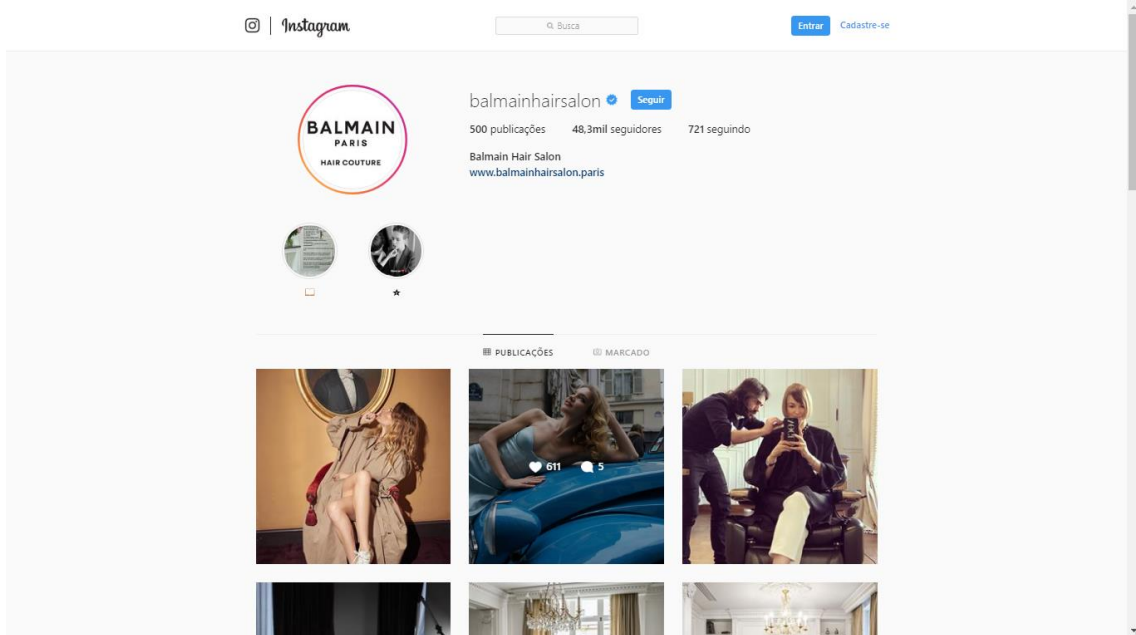 Instagram
Busca
Entrar
Cadastre-se
BALMAIN
PARIS
HAIR COUTURE
balmainhairsalon
Seguir
500 publicações 48,3mil seguidores 721 seguindo
Balmain Hair Salon
www.balmainhairsalon.paris
PUBLICAÇÕES
MARCADO
611 5